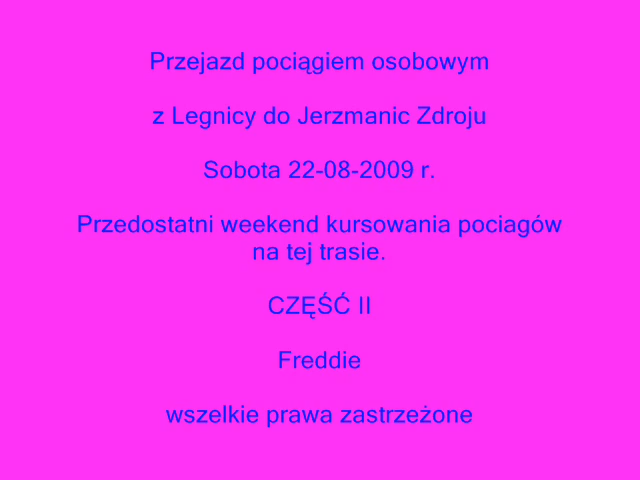 Przejazd pociągiem osobowym
z Legnicy do Jerzmanic Zdroju
Sobota 22-08-2009 r.
Przedostatni weekend kursowania pociagów
na tej trasie.
CZĘŚĆ II
Freddie
wszelkie prawa zastrzeżone